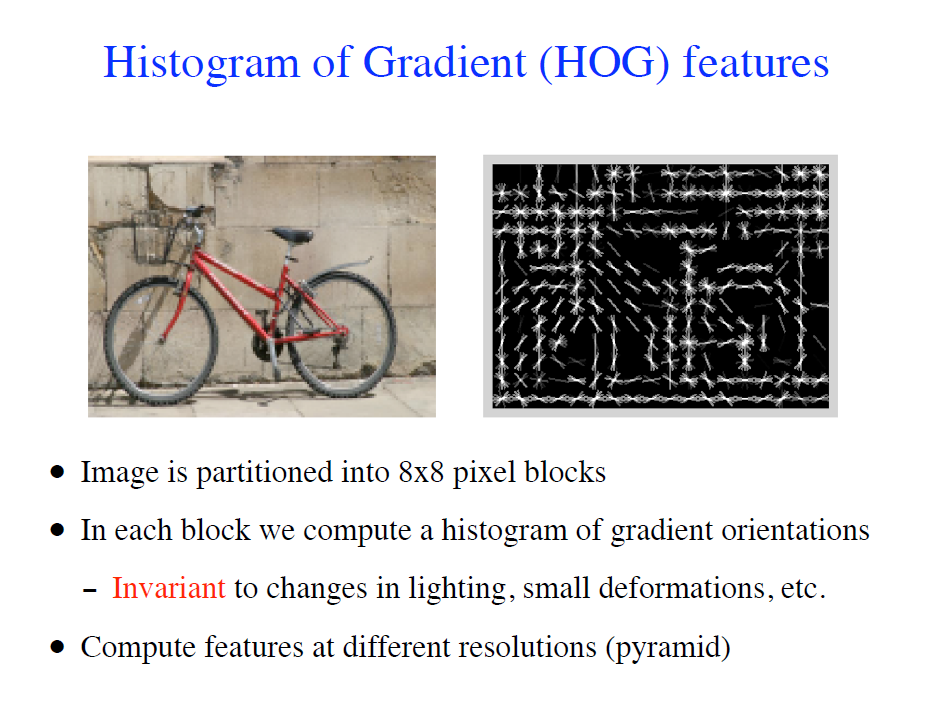 Histogram of Gradient (HOG) features
• Image is partitioned into 8x8 pixel blocks
• In each block we compute a histogram of gradient orientations
– Invariant to changes in lighting, small deformations, etc.
• Compute features at different resolutions (pyramid)